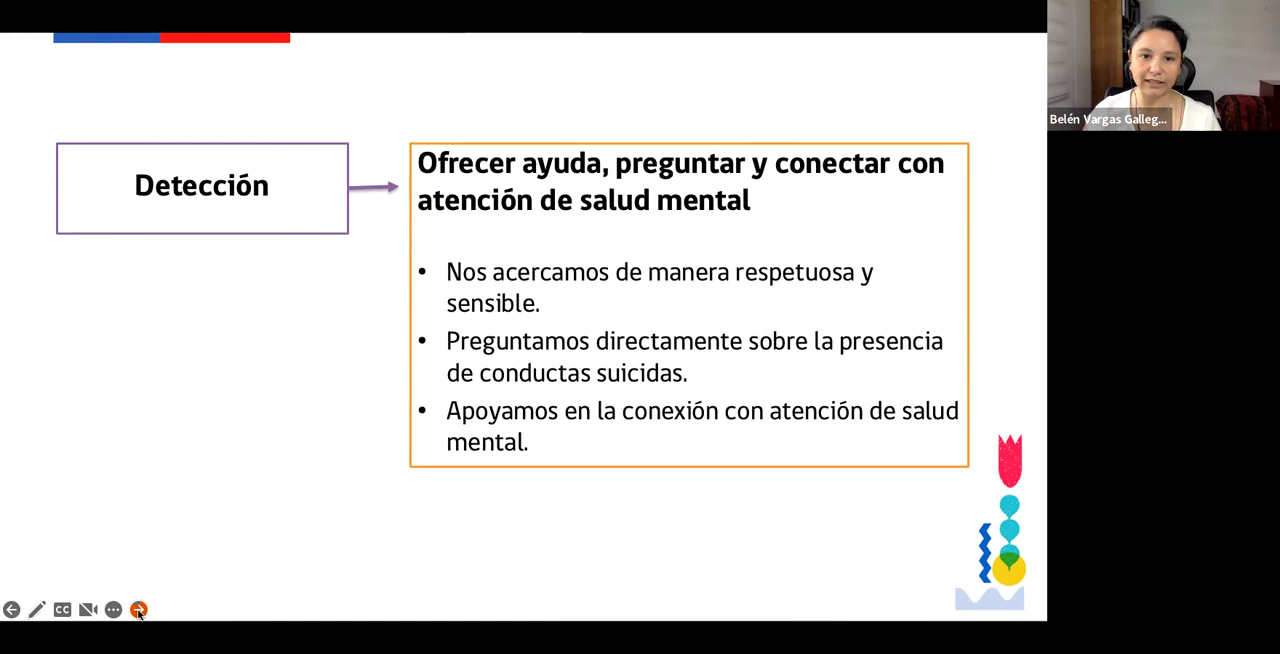 Detección
Ofrecer ayuda, preguntar y conectar con
atención de salud mental
• Nos acercamos de manera respetuosa y
sensible.
• Preguntamos directamente sobre la presencia
de conductas suicidas.
• Apoyamos en la conexión con atención de salud
mental.
Belén Vargas Galleg...
CC